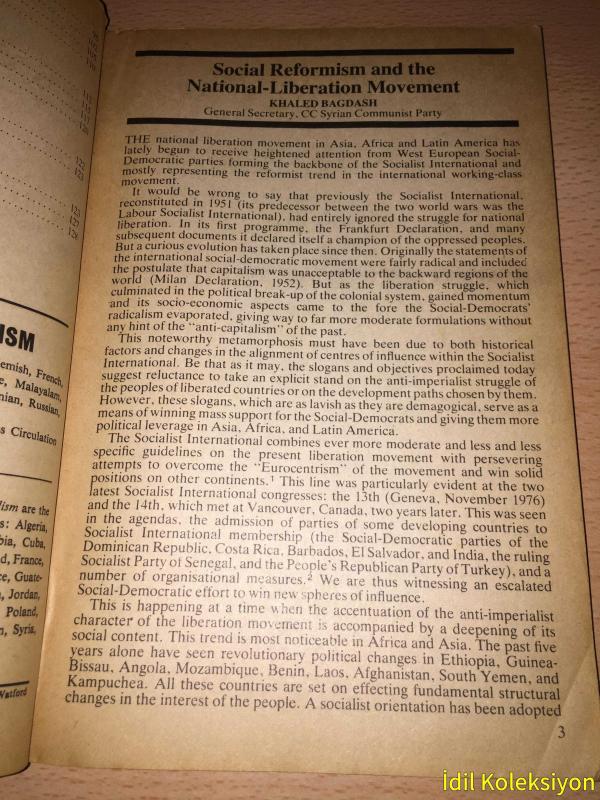 125
126
127
126
ISM
emish, French,
e, Malayalam,
nian, Russian,
s Circulation
lism are the
s: Algeria,
bia, Cuba,
d, France,
ce, Guate-
n, Jordan,
Poland,
n, Syria,
Watford
Social Reformism and the
National-Liberation Movement
KHALED BAGDASH
General Secretary, CC Syrian Communist Party
THE national liberation movement in Asia, Africa and Latin America has
lately begun to receive heightened attention from West European Social-
Democratic parties forming the backbone of the Socialist International and
mostly representing the reformist trend in the international working-class
movement.
It would be wrong to say that previously the Socialist International,
reconstituted in 1951 (its predecessor between the two world wars was the
Labour Socialist International), had entirely ignored the struggle for national
liberation. In its first programme, the Frankfurt Declaration, and many
subsequent documents it declared itself a champion of the oppressed peoples.
But a curious evolution has taken place since then. Originally the statements of
the international social-democratic movement were fairly radical and included
the postulate that capitalism was unacceptable to the backward regions of the
world (Milan Declaration, 1952). But as the liberation struggle, which
culminated in the political break-up of the colonial system, gained momentum
and its socio-economic aspects came to the fore the Social-Democrats'
radicalism evaporated, giving way to far more moderate formulations without
any hint of the "anti-capitalism" of the past.
This noteworthy metamorphosis must have been due to both historical
factors and changes in the alignment of centres of influence within the Socialist
International. Be that as it may, the slogans and objectives proclaimed today
suggest reluctance to take an explicit stand on the anti-imperialist struggle of
the peoples of liberated countries or on the development paths chosen by them.
However, these slogans, which are as lavish as they are demagogical, serve as a
means of winning mass support for the Social-Democrats and giving them more
political leverage in Asia, Africa, and Latin America.
The Socialist International combines ever more moderate and less and less
specific guidelines on the present liberation movement with persevering
attempts to overcome the "Eurocentrism" of the movement and win solid
positions on other continents.¹ This line was particularly evident at the two
latest Socialist International congresses: the 13th (Geneva, November 1976)
and the 14th, which met at Vancouver, Canada, two years later. This was seen
in the agendas, the admission of parties of some developing countries to
Socialist International membership (the Social-Democratic parties of the
Dominican Republic, Costa Rica, Barbados, El Salvador, and India, the ruling
Socialist Party of Senegal, and the People's Republican Party of Turkey), and a
number of organisational measures.² We are thus witnessing an escalated
Social-Democratic effort to win new spheres of influence.
This is happening at a time when the accentuation of the anti-imperialist
character of the liberation movement is accompanied by a deepening of its
social content. This trend is most noticeable in Africa and Asia. The past five
years alone have seen revolutionary political changes in Ethiopia, Guinea-
Bissau, Angola, Mozambique, Benin, Laos, Afghanistan, South Yemen, and
Kampuchea. All these countries are set on effecting fundamental structural
changes in the interest of the people. A socialist orientation has been adopted
3
İdil Koleksiyon